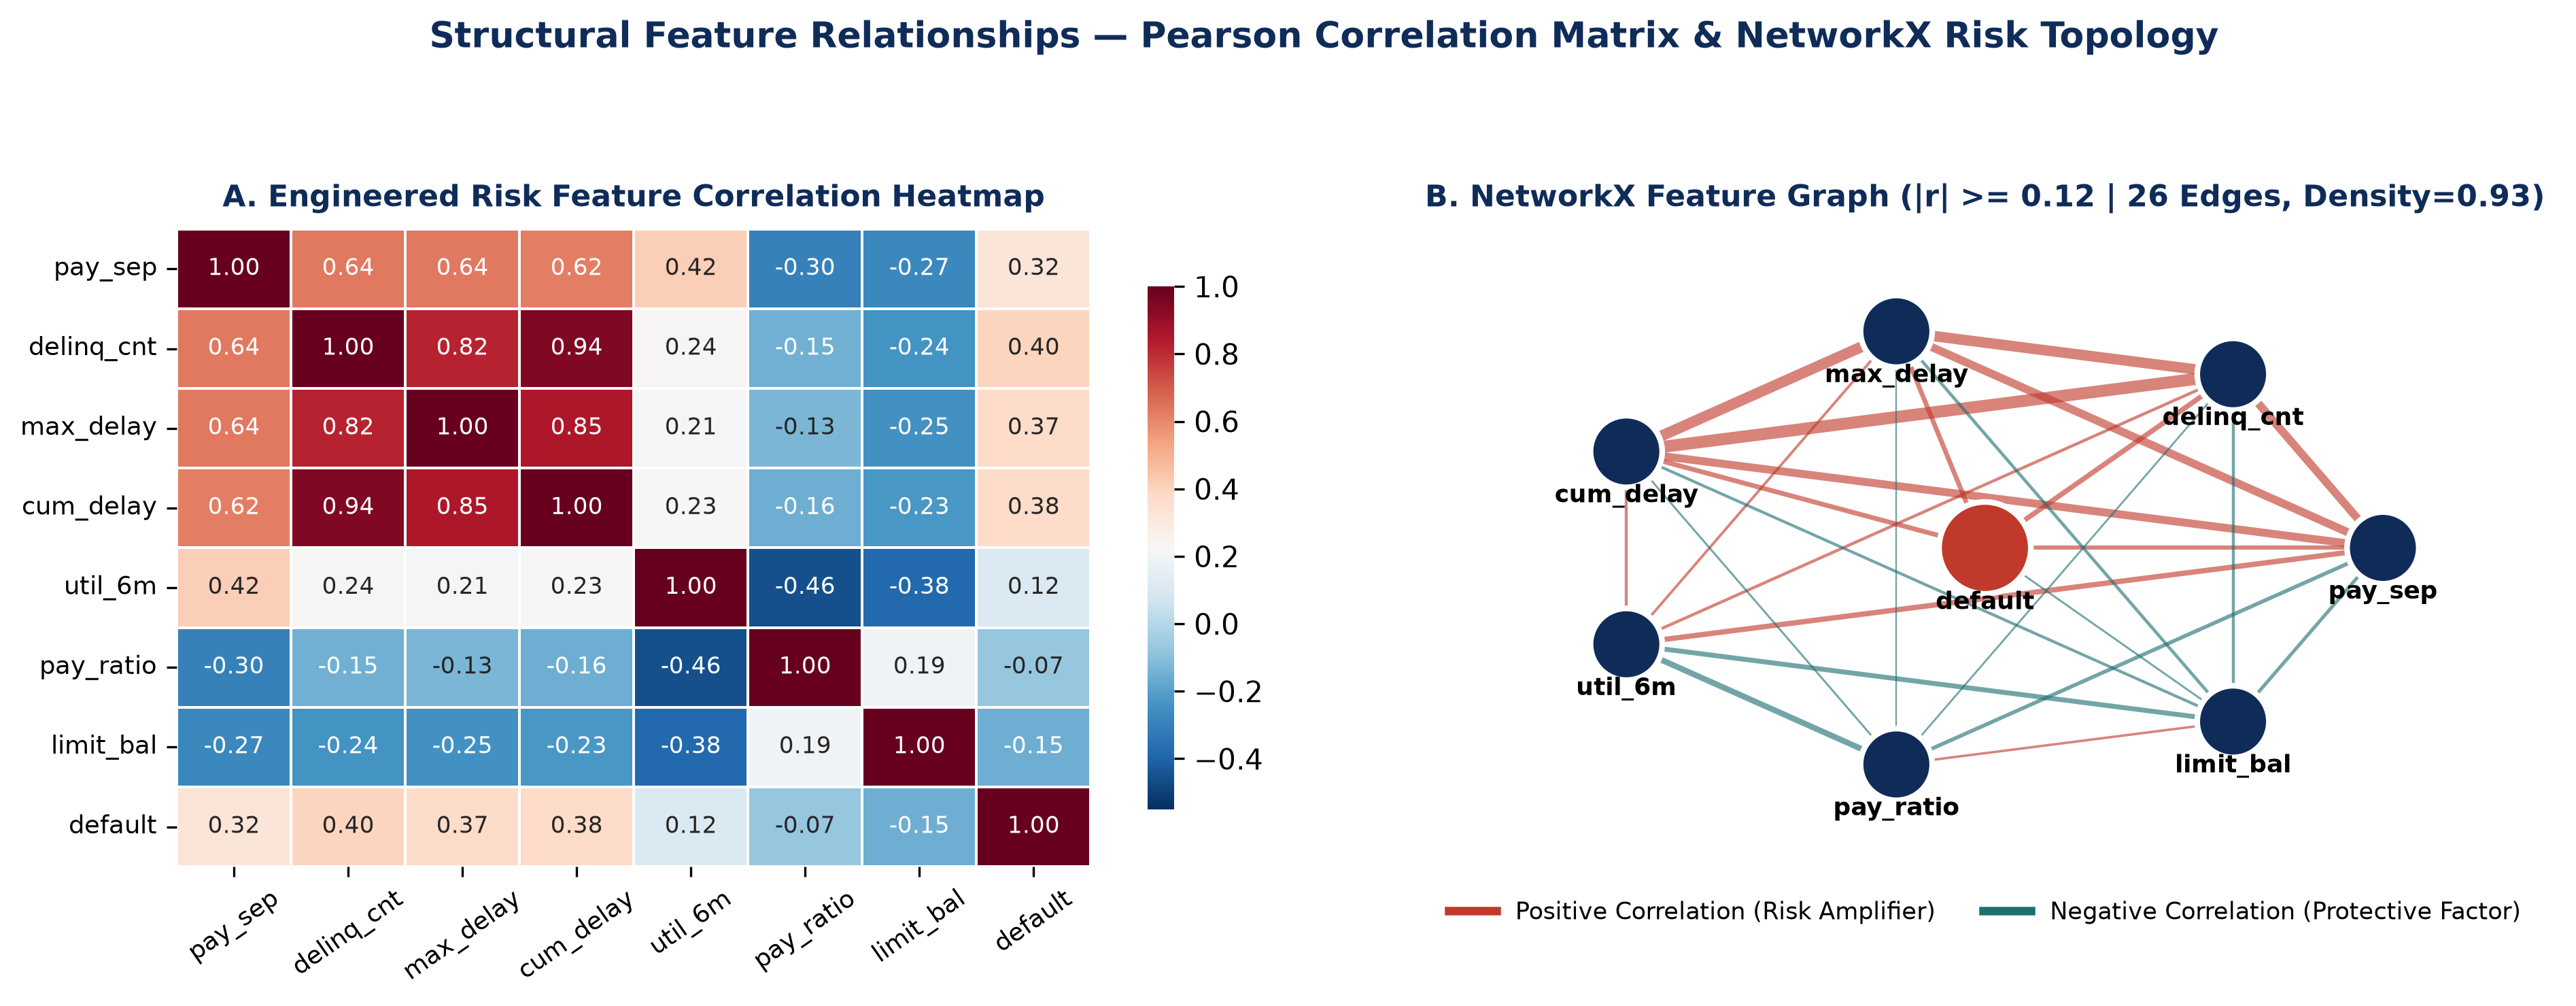 Structural Feature Relationships — Pearson Correlation Matrix & NetworkX Risk Topology
A. Engineered Risk Feature Correlation Heatmap
pay_sep 1.00 0.64 0.64 0.62 0.42 -0.30 -0.27 0.32
delinq_cnt 0.64 1.00 0.82 0.94 0.24 -0.15 -0.24 0.40
max_delay 0.64 0.82 1.00 0.85 0.21 -0.13 -0.25 0.37
cum_delay 0.62 0.94 0.85 1.00 0.23 -0.16 -0.23 0.38
util_6m 0.42 0.24 0.21 0.23 1.00 -0.46 -0.38 0.12
pay_ratio -0.30 -0.15 -0.13 -0.16 -0.46 1.00 0.19 -0.07
limit_bal -0.27 -0.24 -0.25 -0.23 -0.38 0.19 1.00 -0.15
default 0.32 0.40 0.37 0.38 0.12 -0.07 -0.15 1.00
pay_sep delinq_cnt max_delay cum_delay util_6m pay_ratio limit_bal default
1.0
0.8
0.6
0.4
0.2
0.0
−0.2
−0.4
B. NetworkX Feature Graph (|r| >= 0.12 | 26 Edges, Density=0.93)
max_delay
delinq_cnt
cum_delay
pay_sep
default
util_6m
limit_bal
pay_ratio
Positive Correlation (Risk Amplifier)
Negative Correlation (Protective Factor)